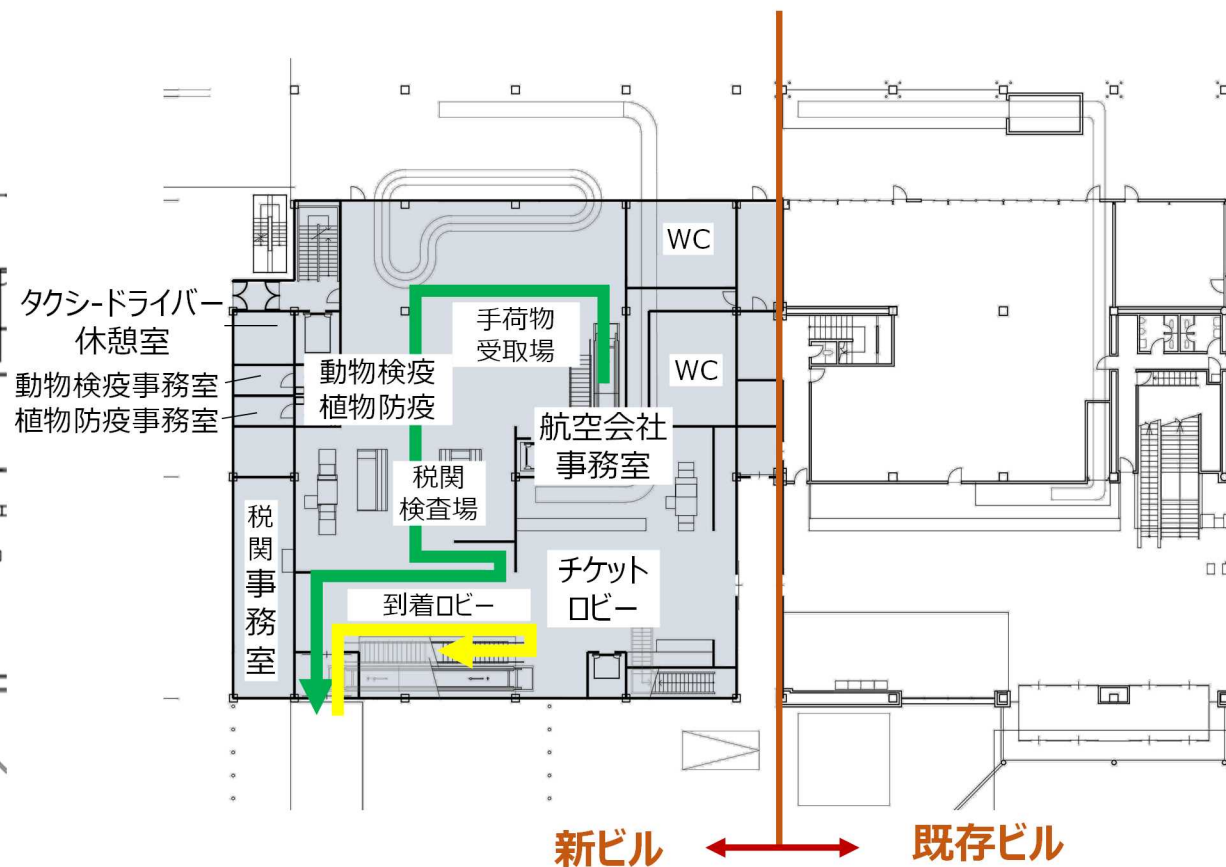 WC
タクシードライバー
休憩室
手荷物
受取場
動物検疫
植物防疫
WC
動物検疫事務室
植物防疫事務室
航空会社
事務室
税関
検査場
税関事務室
チケット
ロビー
到着ロビー
新ビル
既存ビル